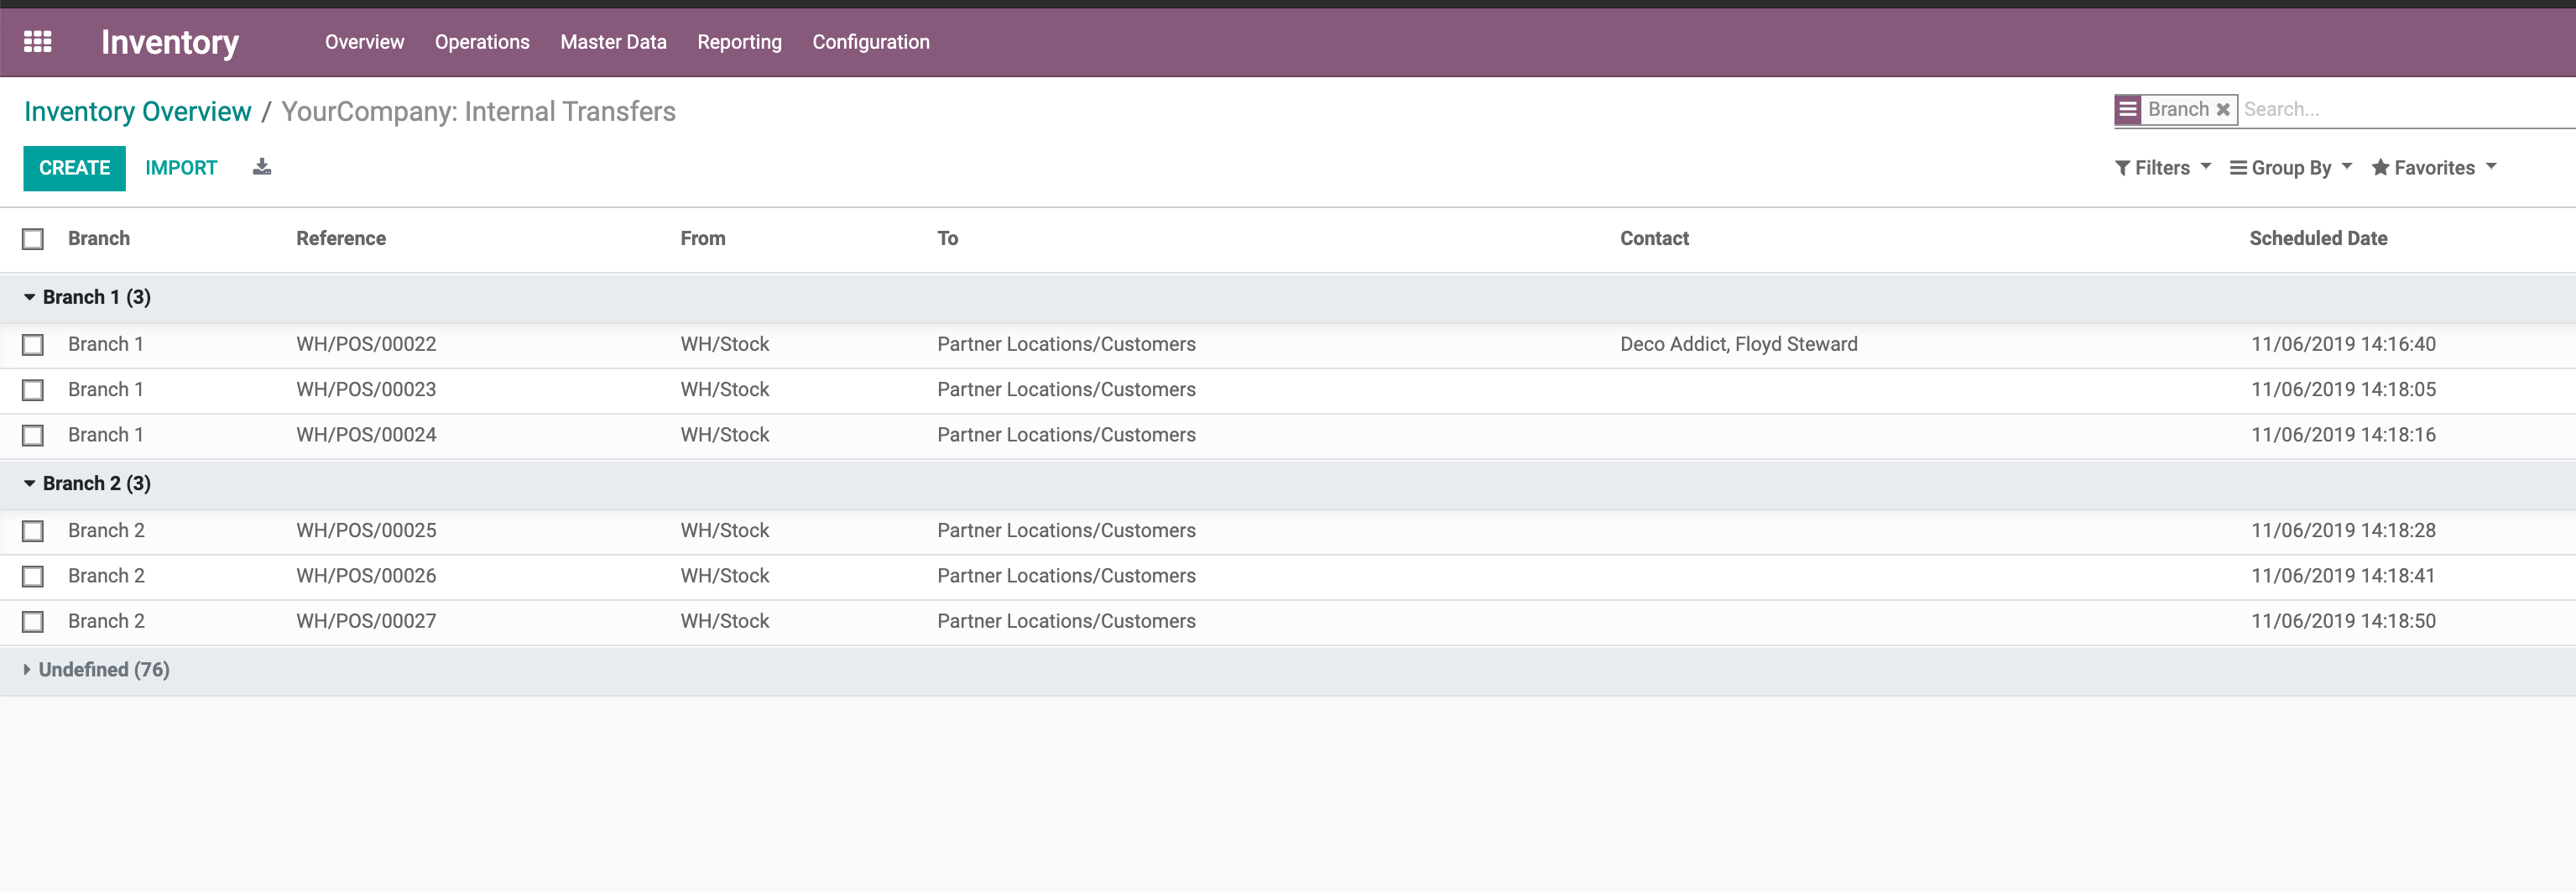 Inventory Overview Operations Master Data Reporting Configuration
Inventory Overview / YourCompany: Internal Transfers
Branch Search...
CREATE IMPORT
Filters Group By Favorites
Branch Reference From To Contact Scheduled Date
Branch 1 (3)
Branch 1 WH/POS/00022 WH/Stock Partner Locations/Customers Deco Addict, Floyd Steward 11/06/2019 14:16:40
Branch 1 WH/POS/00023 WH/Stock Partner Locations/Customers 11/06/2019 14:18:05
Branch 1 WH/POS/00024 WH/Stock Partner Locations/Customers 11/06/2019 14:18:16
Branch 2 (3)
Branch 2 WH/POS/00025 WH/Stock Partner Locations/Customers 11/06/2019 14:18:28
Branch 2 WH/POS/00026 WH/Stock Partner Locations/Customers 11/06/2019 14:18:41
Branch 2 WH/POS/00027 WH/Stock Partner Locations/Customers 11/06/2019 14:18:50
Undefined (76)